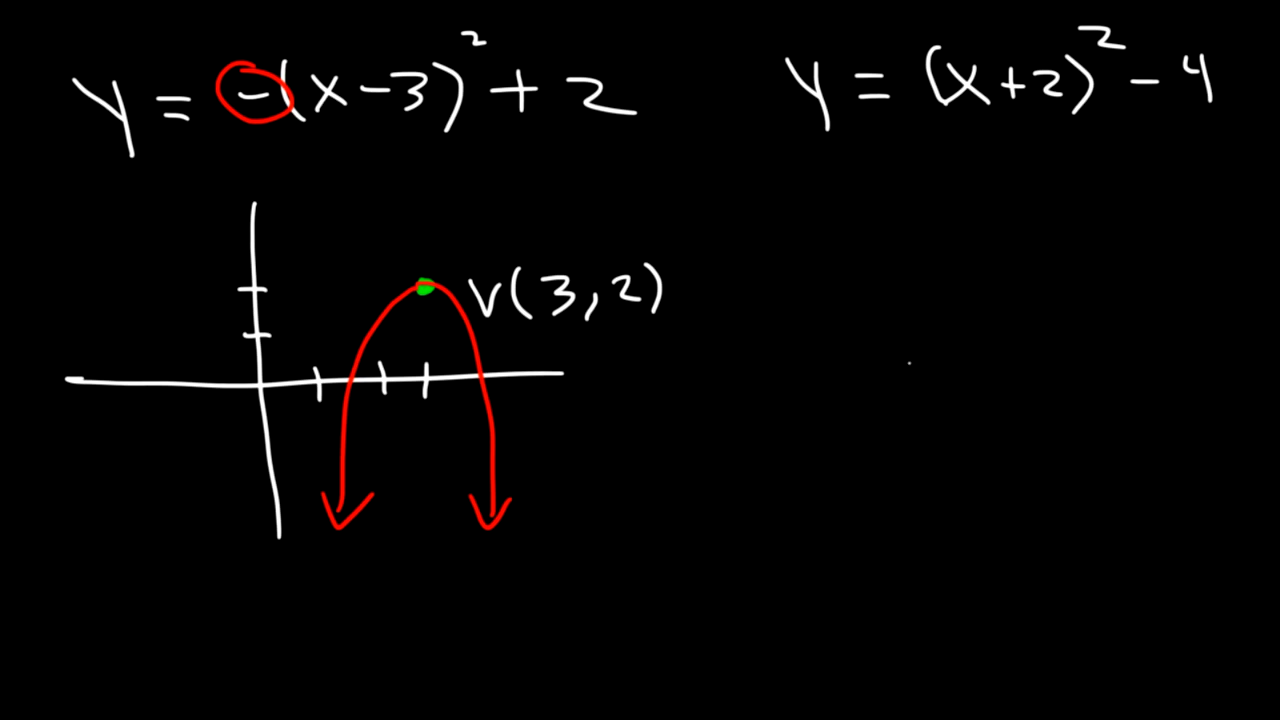 y = -(x-3)² + 2
y = (x+2)² - 4
V(3,2)